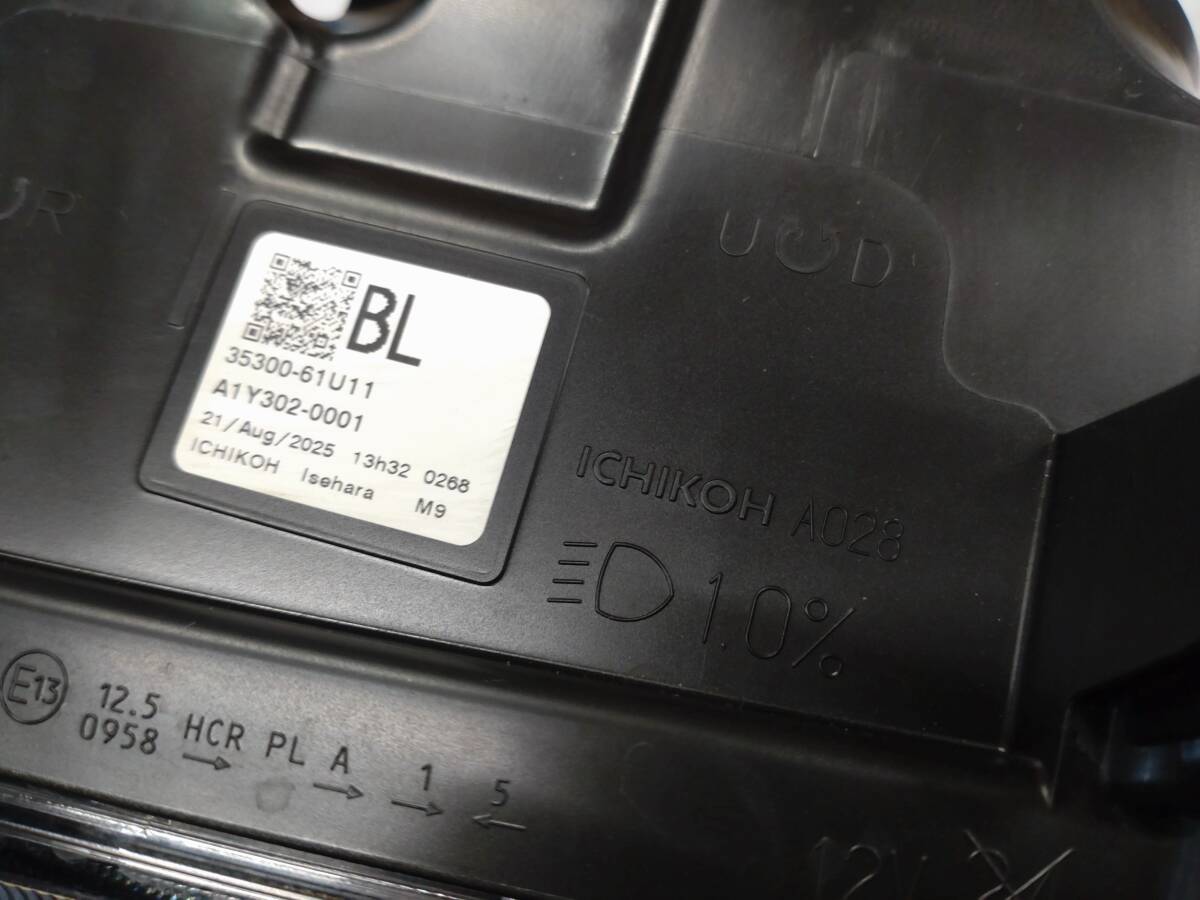 R
U D
BL
35300-61U11
A1Y302-0001
21/Aug/2025 13h32 0268
ICHIKOH Isehara M9
ICHIKOH A028
1.0%
E13
12.5
0958
HCR PL A 1 5
12V